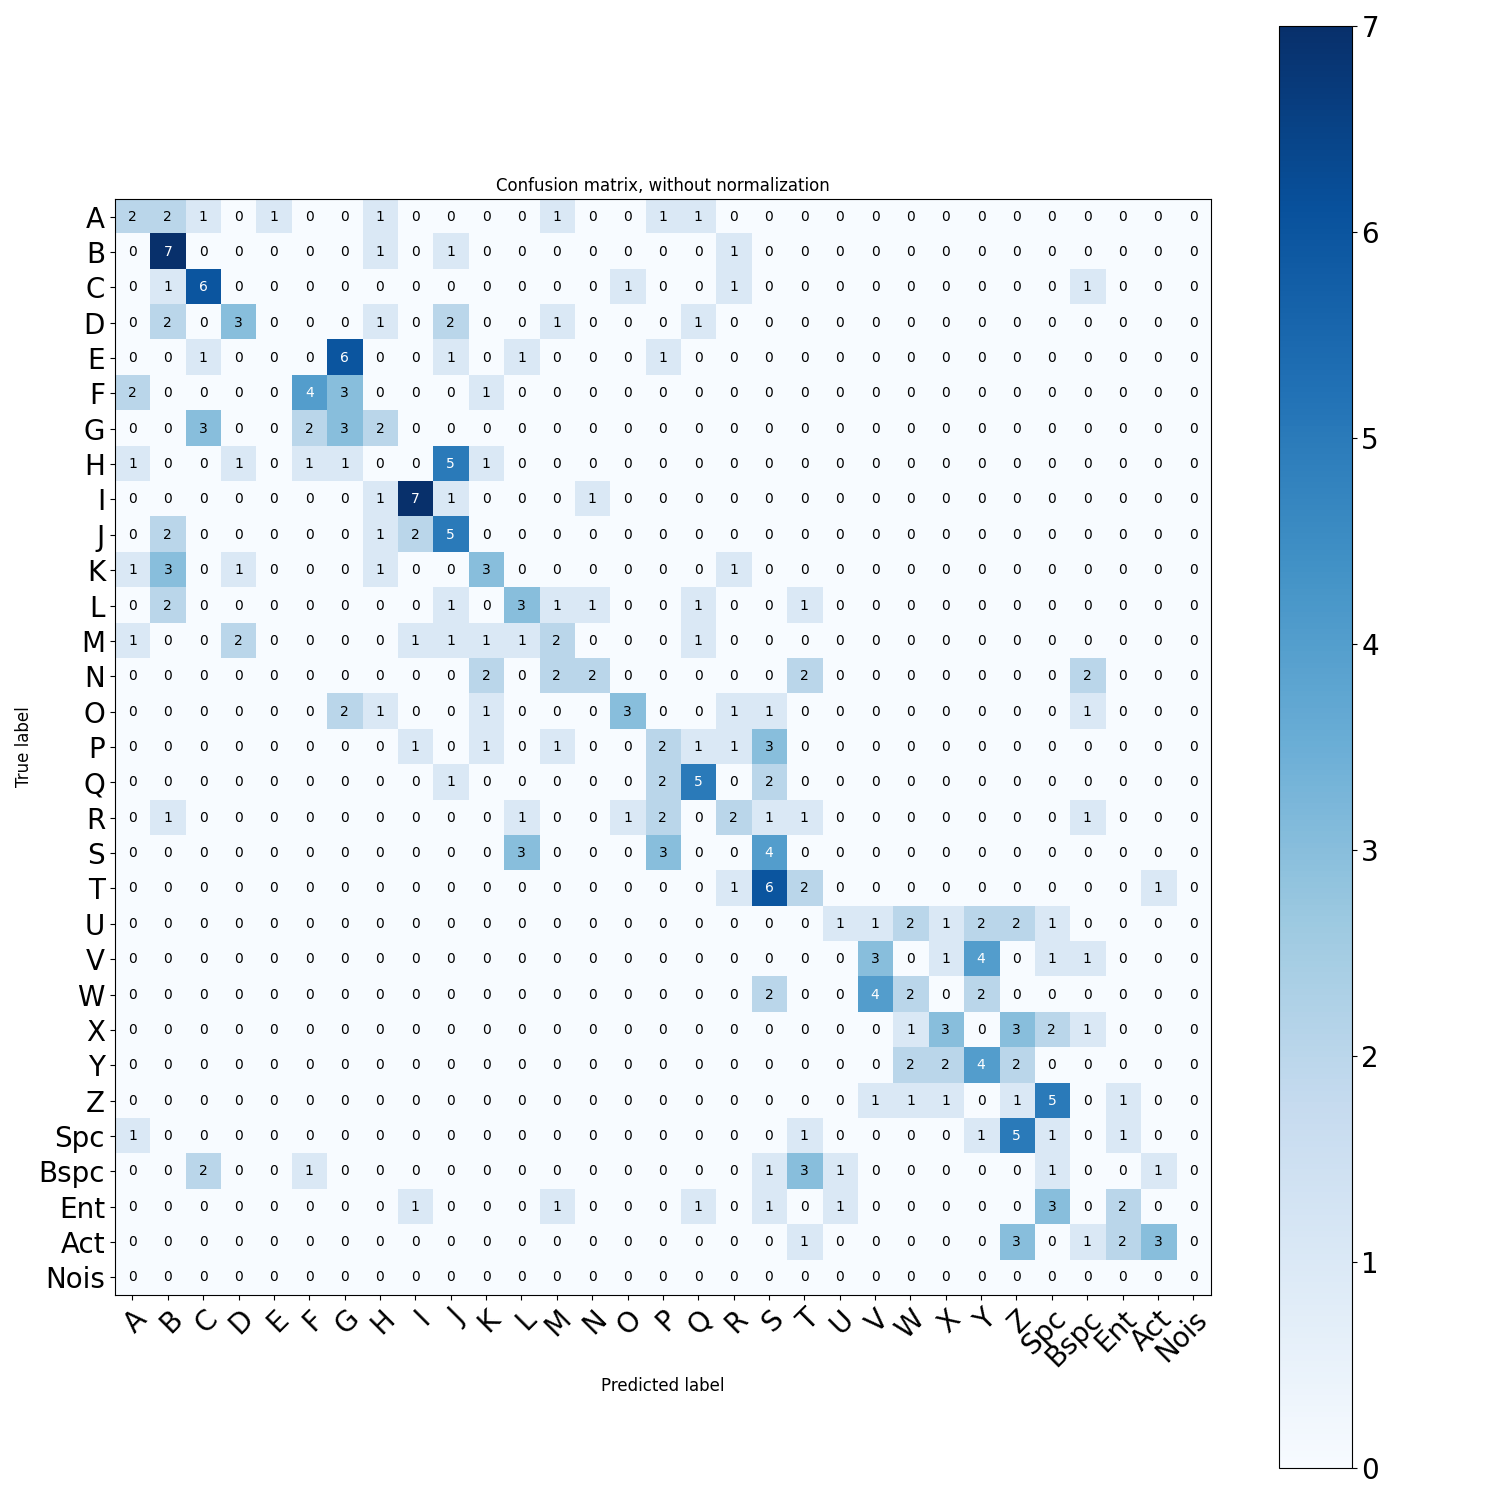 Confusion matrix, without normalization
A 2 2 1 0 1 0 0 1 0 0 0 0 1 0 0 1 1 0 0 0 0 0 0 0 0 0 0 0 0 0 0
B 0 7 0 0 0 0 0 1 0 1 0 0 0 0 0 0 0 1 0 0 0 0 0 0 0 0 0 0 0 0 0
C 0 1 6 0 0 0 0 0 0 0 0 0 0 0 1 0 0 1 0 0 0 0 0 0 0 0 0 1 0 0 0
D 0 2 0 3 0 0 0 1 0 2 0 0 1 0 0 0 1 0 0 0 0 0 0 0 0 0 0 0 0 0 0
E 0 0 1 0 0 0 6 0 0 1 0 1 0 0 0 1 0 0 0 0 0 0 0 0 0 0 0 0 0 0 0
F 2 0 0 0 0 4 3 0 0 0 1 0 0 0 0 0 0 0 0 0 0 0 0 0 0 0 0 0 0 0 0
G 0 0 3 0 0 2 3 2 0 0 0 0 0 0 0 0 0 0 0 0 0 0 0 0 0 0 0 0 0 0 0
H 1 0 0 1 0 1 1 0 0 5 1 0 0 0 0 0 0 0 0 0 0 0 0 0 0 0 0 0 0 0 0
I 0 0 0 0 0 0 0 1 7 1 0 0 0 1 0 0 0 0 0 0 0 0 0 0 0 0 0 0 0 0 0
J 0 2 0 0 0 0 0 1 2 5 0 0 0 0 0 0 0 0 0 0 0 0 0 0 0 0 0 0 0 0 0
K 1 3 0 1 0 0 0 1 0 0 3 0 0 0 0 0 0 1 0 0 0 0 0 0 0 0 0 0 0 0 0
L 0 2 0 0 0 0 0 0 0 1 0 3 1 1 0 0 1 0 0 1 0 0 0 0 0 0 0 0 0 0 0
M 1 0 0 2 0 0 0 0 1 1 1 1 2 0 0 0 1 0 0 0 0 0 0 0 0 0 0 0 0 0 0
N 0 0 0 0 0 0 0 0 0 0 2 0 2 2 0 0 0 0 0 2 0 0 0 0 0 0 0 2 0 0 0
O 0 0 0 0 0 0 2 1 0 0 1 0 0 0 3 0 0 1 1 0 0 0 0 0 0 0 0 1 0 0 0
P 0 0 0 0 0 0 0 0 1 0 1 0 1 0 0 2 1 1 3 0 0 0 0 0 0 0 0 0 0 0 0
Q 0 0 0 0 0 0 0 0 0 1 0 0 0 0 0 2 5 0 2 0 0 0 0 0 0 0 0 0 0 0 0
R 0 1 0 0 0 0 0 0 0 0 0 1 0 0 1 2 0 2 1 1 0 0 0 0 0 0 0 1 0 0 0
S 0 0 0 0 0 0 0 0 0 0 0 3 0 0 0 3 0 0 4 0 0 0 0 0 0 0 0 0 0 0 0
T 0 0 0 0 0 0 0 0 0 0 0 0 0 0 0 0 0 1 6 2 0 0 0 0 0 0 0 0 0 1 0
U 0 0 0 0 0 0 0 0 0 0 0 0 0 0 0 0 0 0 0 0 1 1 2 1 2 2 1 0 0 0 0
V 0 0 0 0 0 0 0 0 0 0 0 0 0 0 0 0 0 0 0 0 0 3 0 1 4 0 1 1 0 0 0
W 0 0 0 0 0 0 0 0 0 0 0 0 0 0 0 0 0 0 2 0 0 4 2 0 2 0 0 0 0 0 0
X 0 0 0 0 0 0 0 0 0 0 0 0 0 0 0 0 0 0 0 0 0 0 1 3 0 3 2 1 0 0 0
Y 0 0 0 0 0 0 0 0 0 0 0 0 0 0 0 0 0 0 0 0 0 0 2 2 4 2 0 0 0 0 0
Z 0 0 0 0 0 0 0 0 0 0 0 0 0 0 0 0 0 0 0 0 0 1 1 1 0 1 5 0 1 0 0
Spc 1 0 0 0 0 0 0 0 0 0 0 0 0 0 0 0 0 0 0 1 0 0 0 0 1 5 1 0 1 0 0
Bspc 0 0 2 0 0 1 0 0 0 0 0 0 0 0 0 0 0 0 1 3 1 0 0 0 0 0 1 0 0 1 0
Ent 0 0 0 0 0 0 0 0 1 0 0 0 1 0 0 0 1 0 1 0 1 0 0 0 0 0 3 0 2 0 0
Act 0 0 0 0 0 0 0 0 0 0 0 0 0 0 0 0 0 0 0 1 0 0 0 0 0 3 0 1 2 3 0
Nois 0 0 0 0 0 0 0 0 0 0 0 0 0 0 0 0 0 0 0 0 0 0 0 0 0 0 0 0 0 0 0
A B C D E F G H I J K L M N O P Q R S T U V W X Y Z Spc Bspc Ent Act Nois
True label
Predicted label
7
6
5
4
3
2
1
0